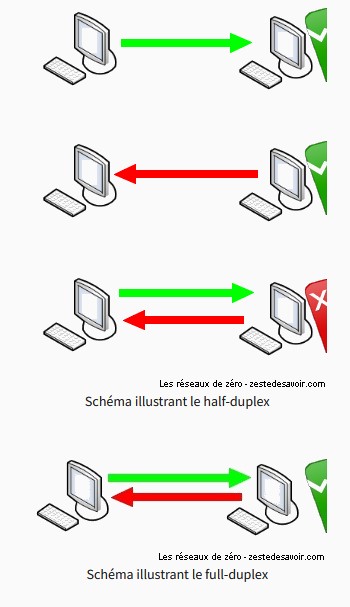 Les réseaux de zéro - zestedesavoir.com
Schéma illustrant le half-duplex
Les réseaux de zéro - zestedesavoir.com
Schéma illustrant le full-duplex